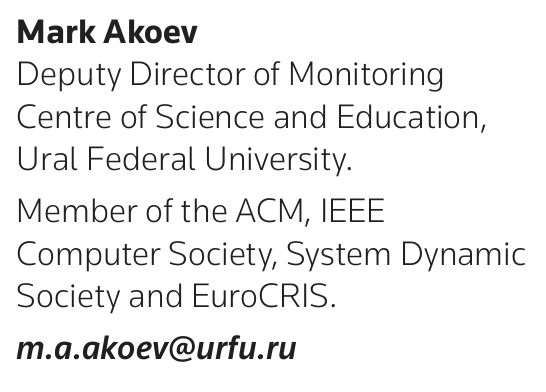 Mark Akoev
Deputy Director of Monitoring
Centre of Science and Education,
Ural Federal University.
Member of the ACM, IEEE
Computer Society, System Dynamic
Society and EuroCRIS.
m.a.akoev@urfu.ru